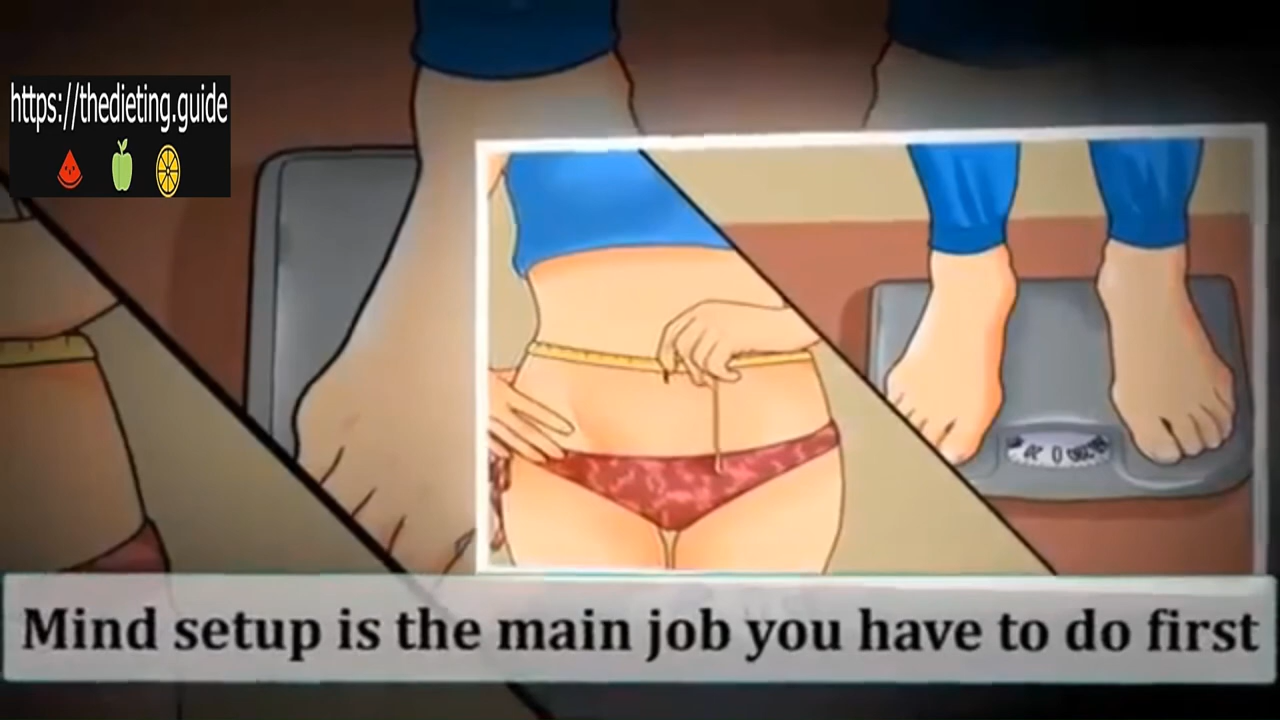 https://thedieting.guide
Mind setup is the main job you have to do first